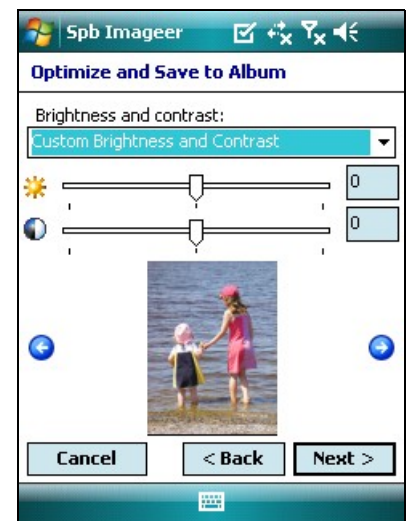 Spb Imageer
Optimize and Save to Album
Brightness and contrast:
Custom Brightness and Contrast
0
0
Cancel
< Back
Next >